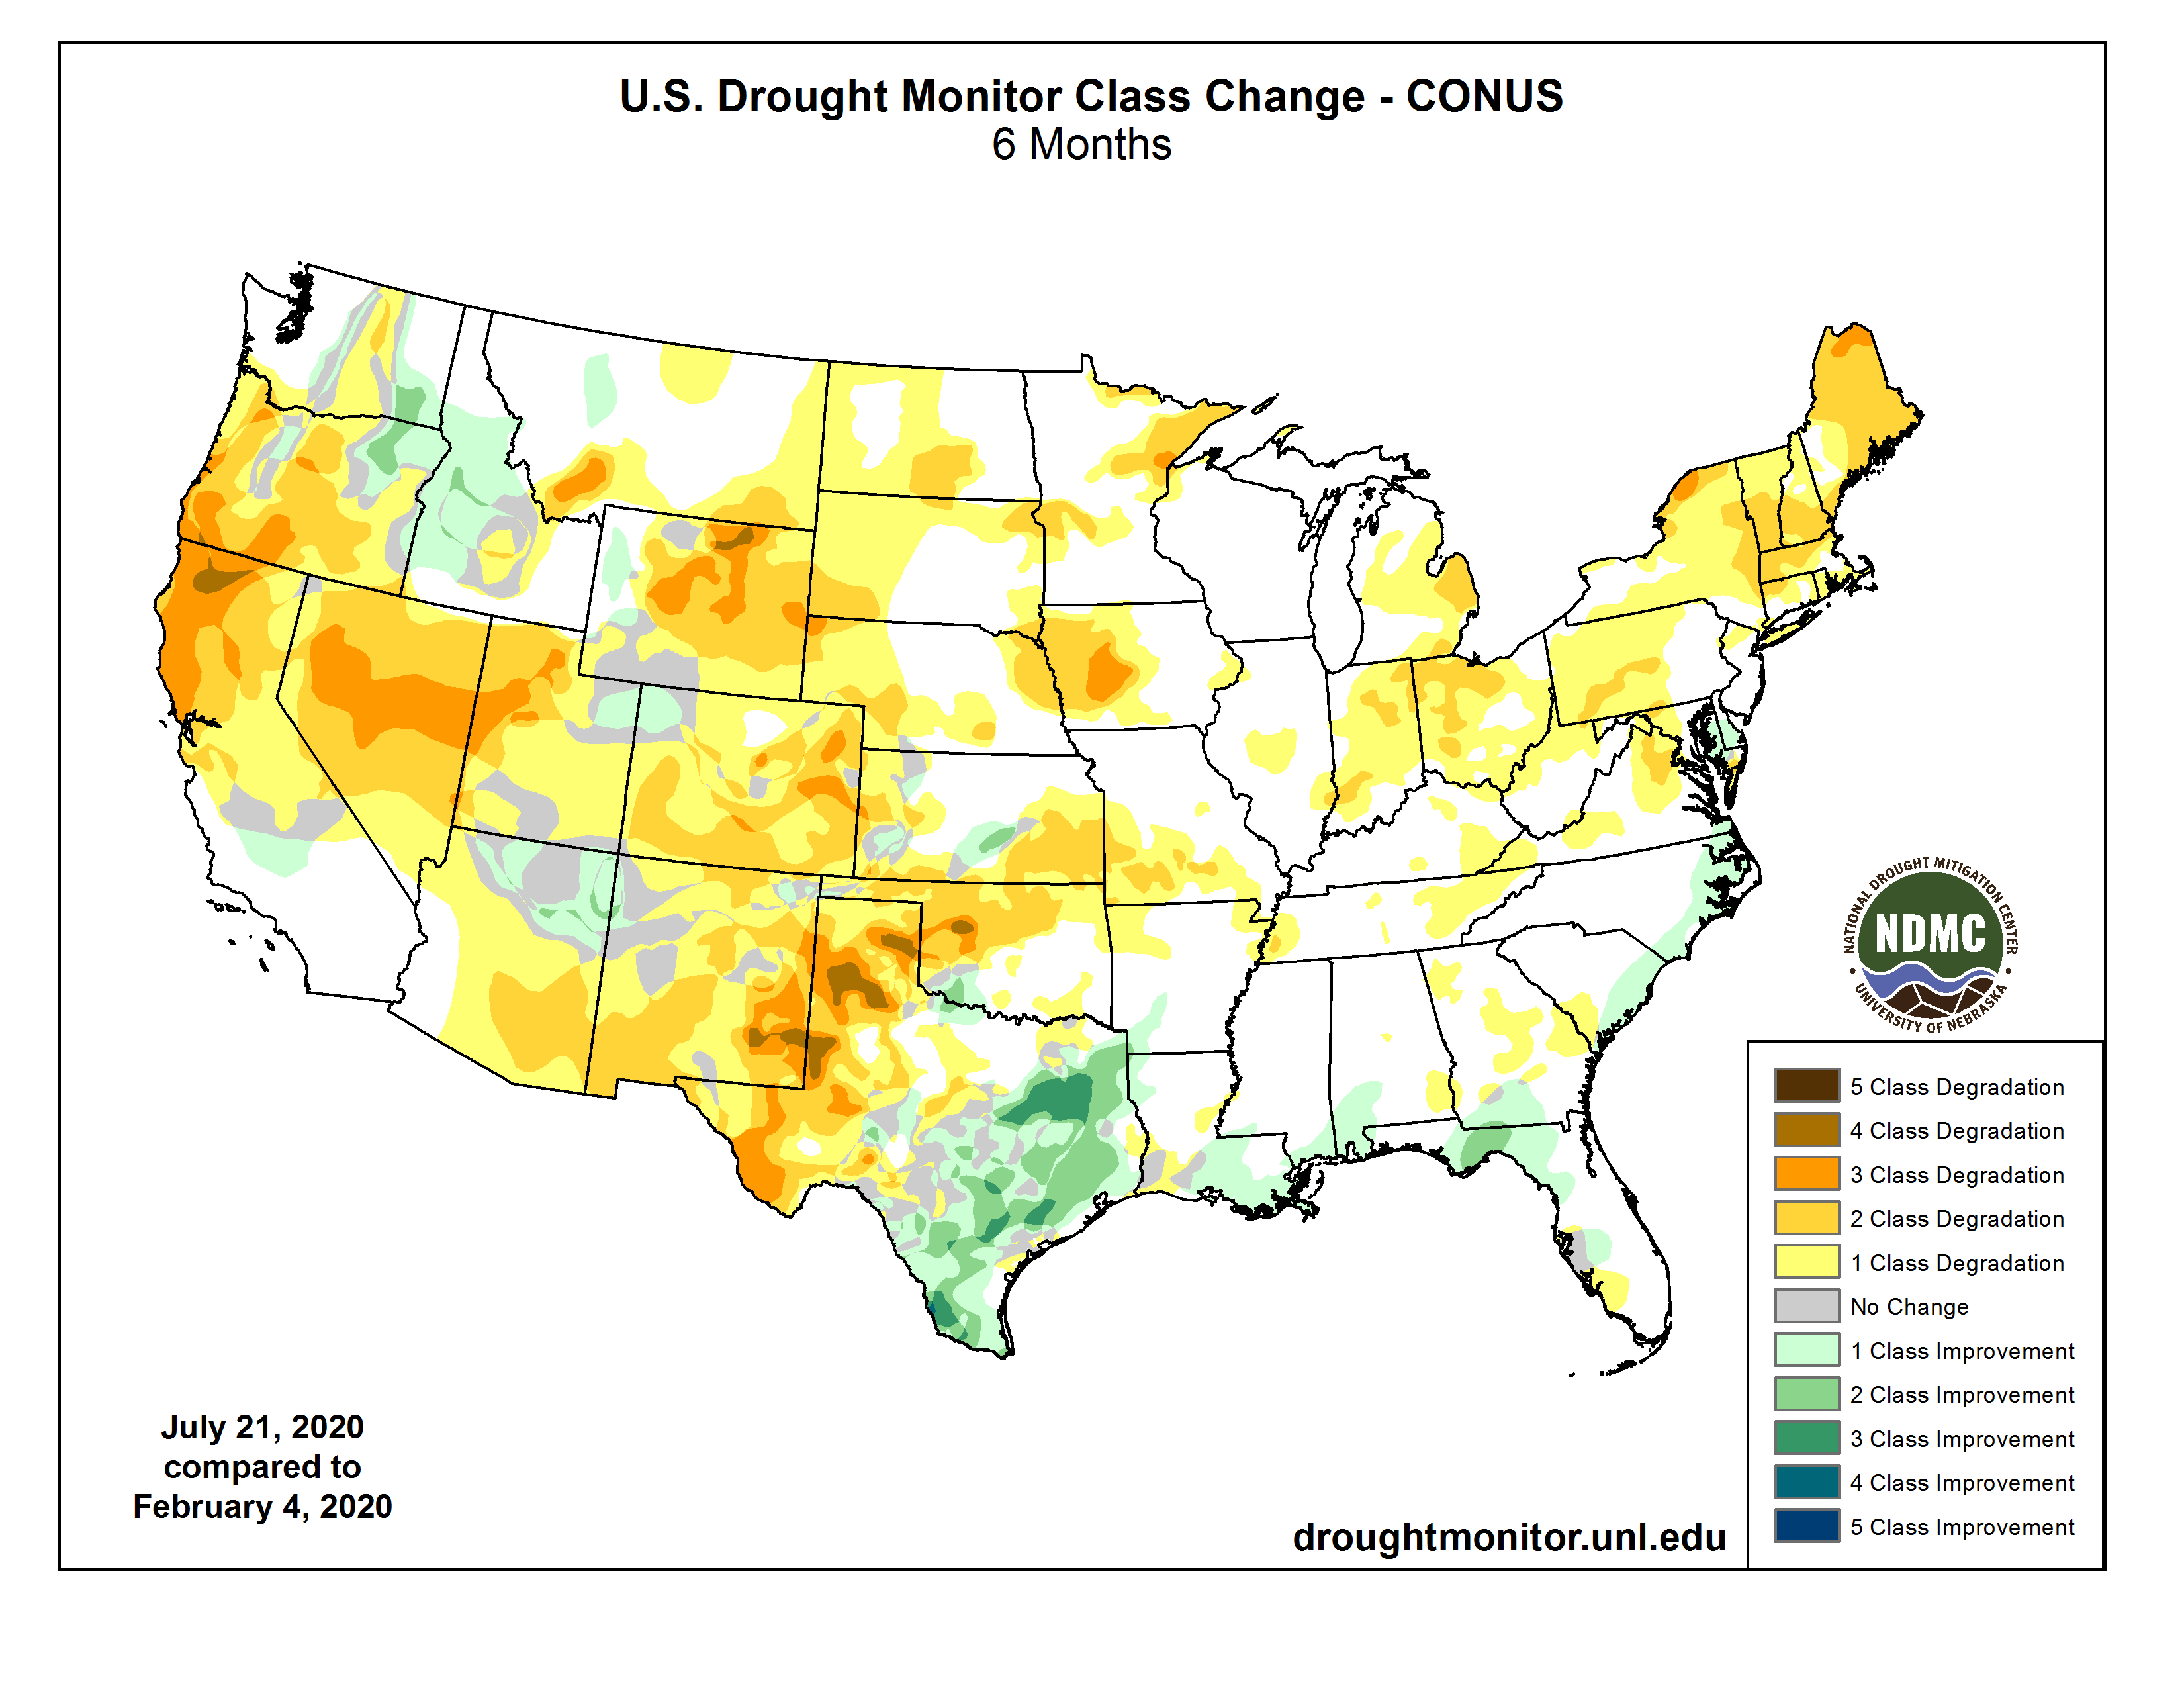 U.S. Drought Monitor Class Change - CONUS
6 Months
NATIONAL DROUGHT MITIGATION CENTER
NDMC
UNIVERSITY OF NEBRASKA
5 Class Degradation
4 Class Degradation
3 Class Degradation
2 Class Degradation
1 Class Degradation
No Change
1 Class Improvement
2 Class Improvement
3 Class Improvement
4 Class Improvement
5 Class Improvement
July 21, 2020
compared to
February 4, 2020
droughtmonitor.unl.edu